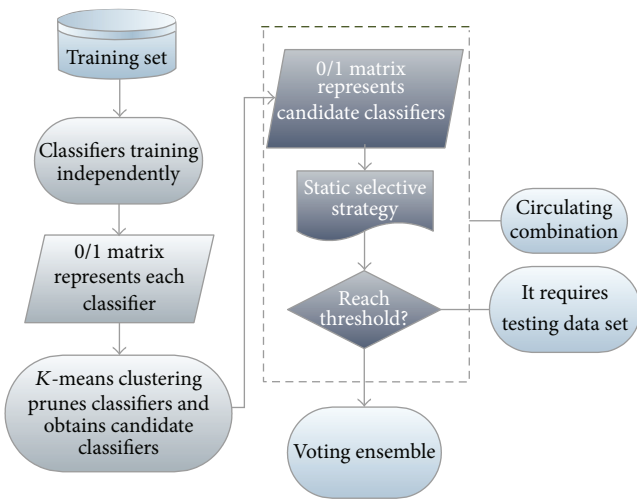 Training set
Classifiers training
independently
0/1 matrix
represents each
classifier
K-means clustering
prunes classifiers and
obtains candidate
classifiers
0/1 matrix
represents
candidate classifiers
Static selective
strategy
Reach
threshold?
Voting ensemble
Circulating
combination
It requires
testing data set